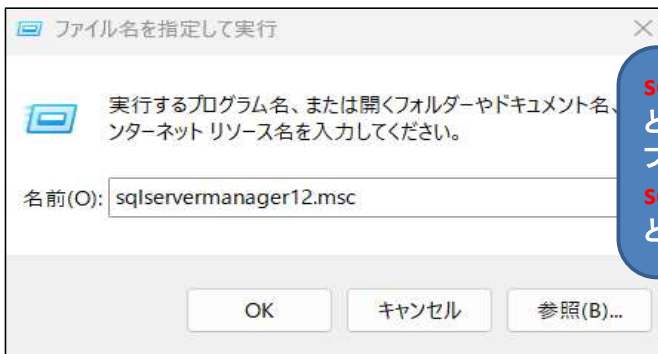 ファイル名を指定して実行
実行するプログラム名、または開くフォルダーやドキュメント名、
ンターネット リソース名を入力してください。
名前(O): sqlservermanager12.msc
OK
キャンセル
参照(B)...
s
と
フ
s
と